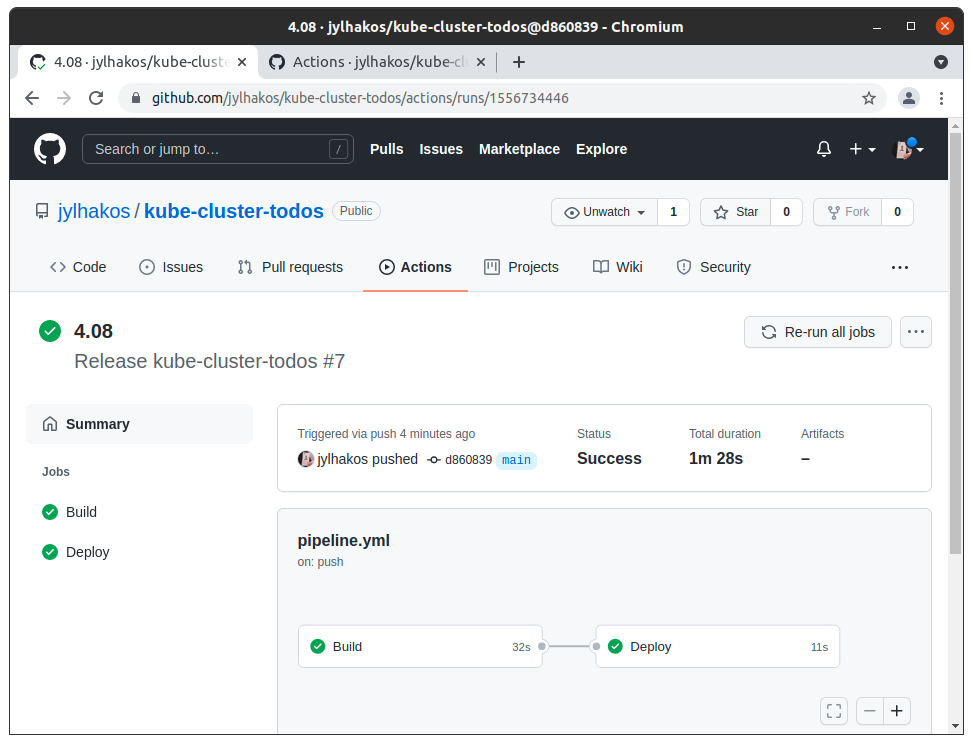 4.08 · jylhakos/kube-cluster-todos@d860839 - Chromium
4.08 · jylhakos/kube-cluste
Actions · jylhakos/kube-cl
github.com/jylhakos/kube-cluster-todos/actions/runs/1556734446
Search or jump to… / Pulls Issues Marketplace Explore
jylhakos / kube-cluster-todos Public Unwatch 1 Star 0 Fork 0
Code Issues Pull requests Actions Projects Wiki Security
4.08
Re-run all jobs
Release kube-cluster-todos #7
Summary
Jobs
Build
Deploy
Triggered via push 4 minutes ago Status Total duration Artifacts
jylhakos pushed d860839 main Success 1m 28s –
pipeline.yml
on: push
Build 32s Deploy 11s